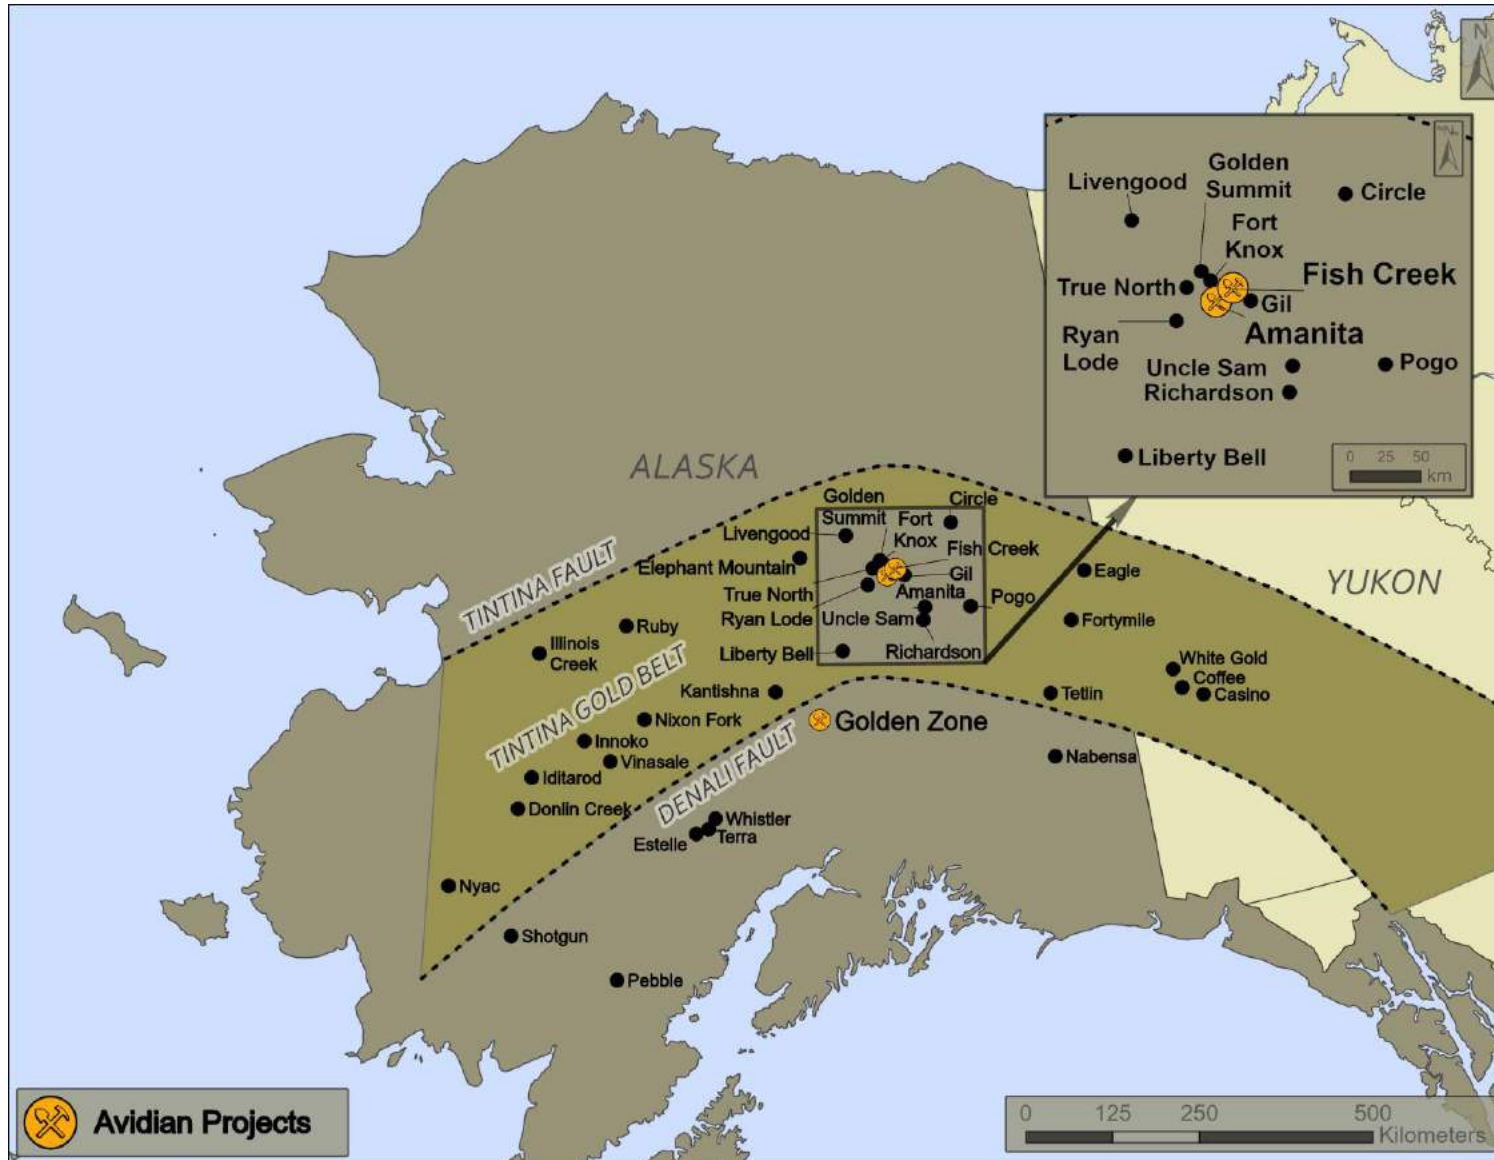 N
N
Livengood
Golden
Summit
Circle
Fort
Knox
Fish Creek
True North
Gil
Amanita
Ryan
Lode
Uncle Sam
Pogo
Richardson
Liberty Bell
0 25 50
km
ALASKA
YUKON
TINTINA FAULT
TINTINA GOLD BELT
DENALI FAULT
Golden
Summit
Circle
Fort
Knox
Livengood
Fish Creek
Elephant Mountain
Gil
True North
Amanita
Pogo
Ryan Lode
Uncle Sam
Liberty Bell
Richardson
Eagle
Fortymile
White Gold
Coffee
Casino
Tetlin
Nabensa
Ruby
Illinois
Creek
Kantishna
Nixon Fork
Golden Zone
Innoko
Vinasale
Iditarod
Donlin Creek
Whistler
Terra
Estelle
Nyac
Shotgun
Pebble
Avidian Projects
0 125 250 500
Kilometers